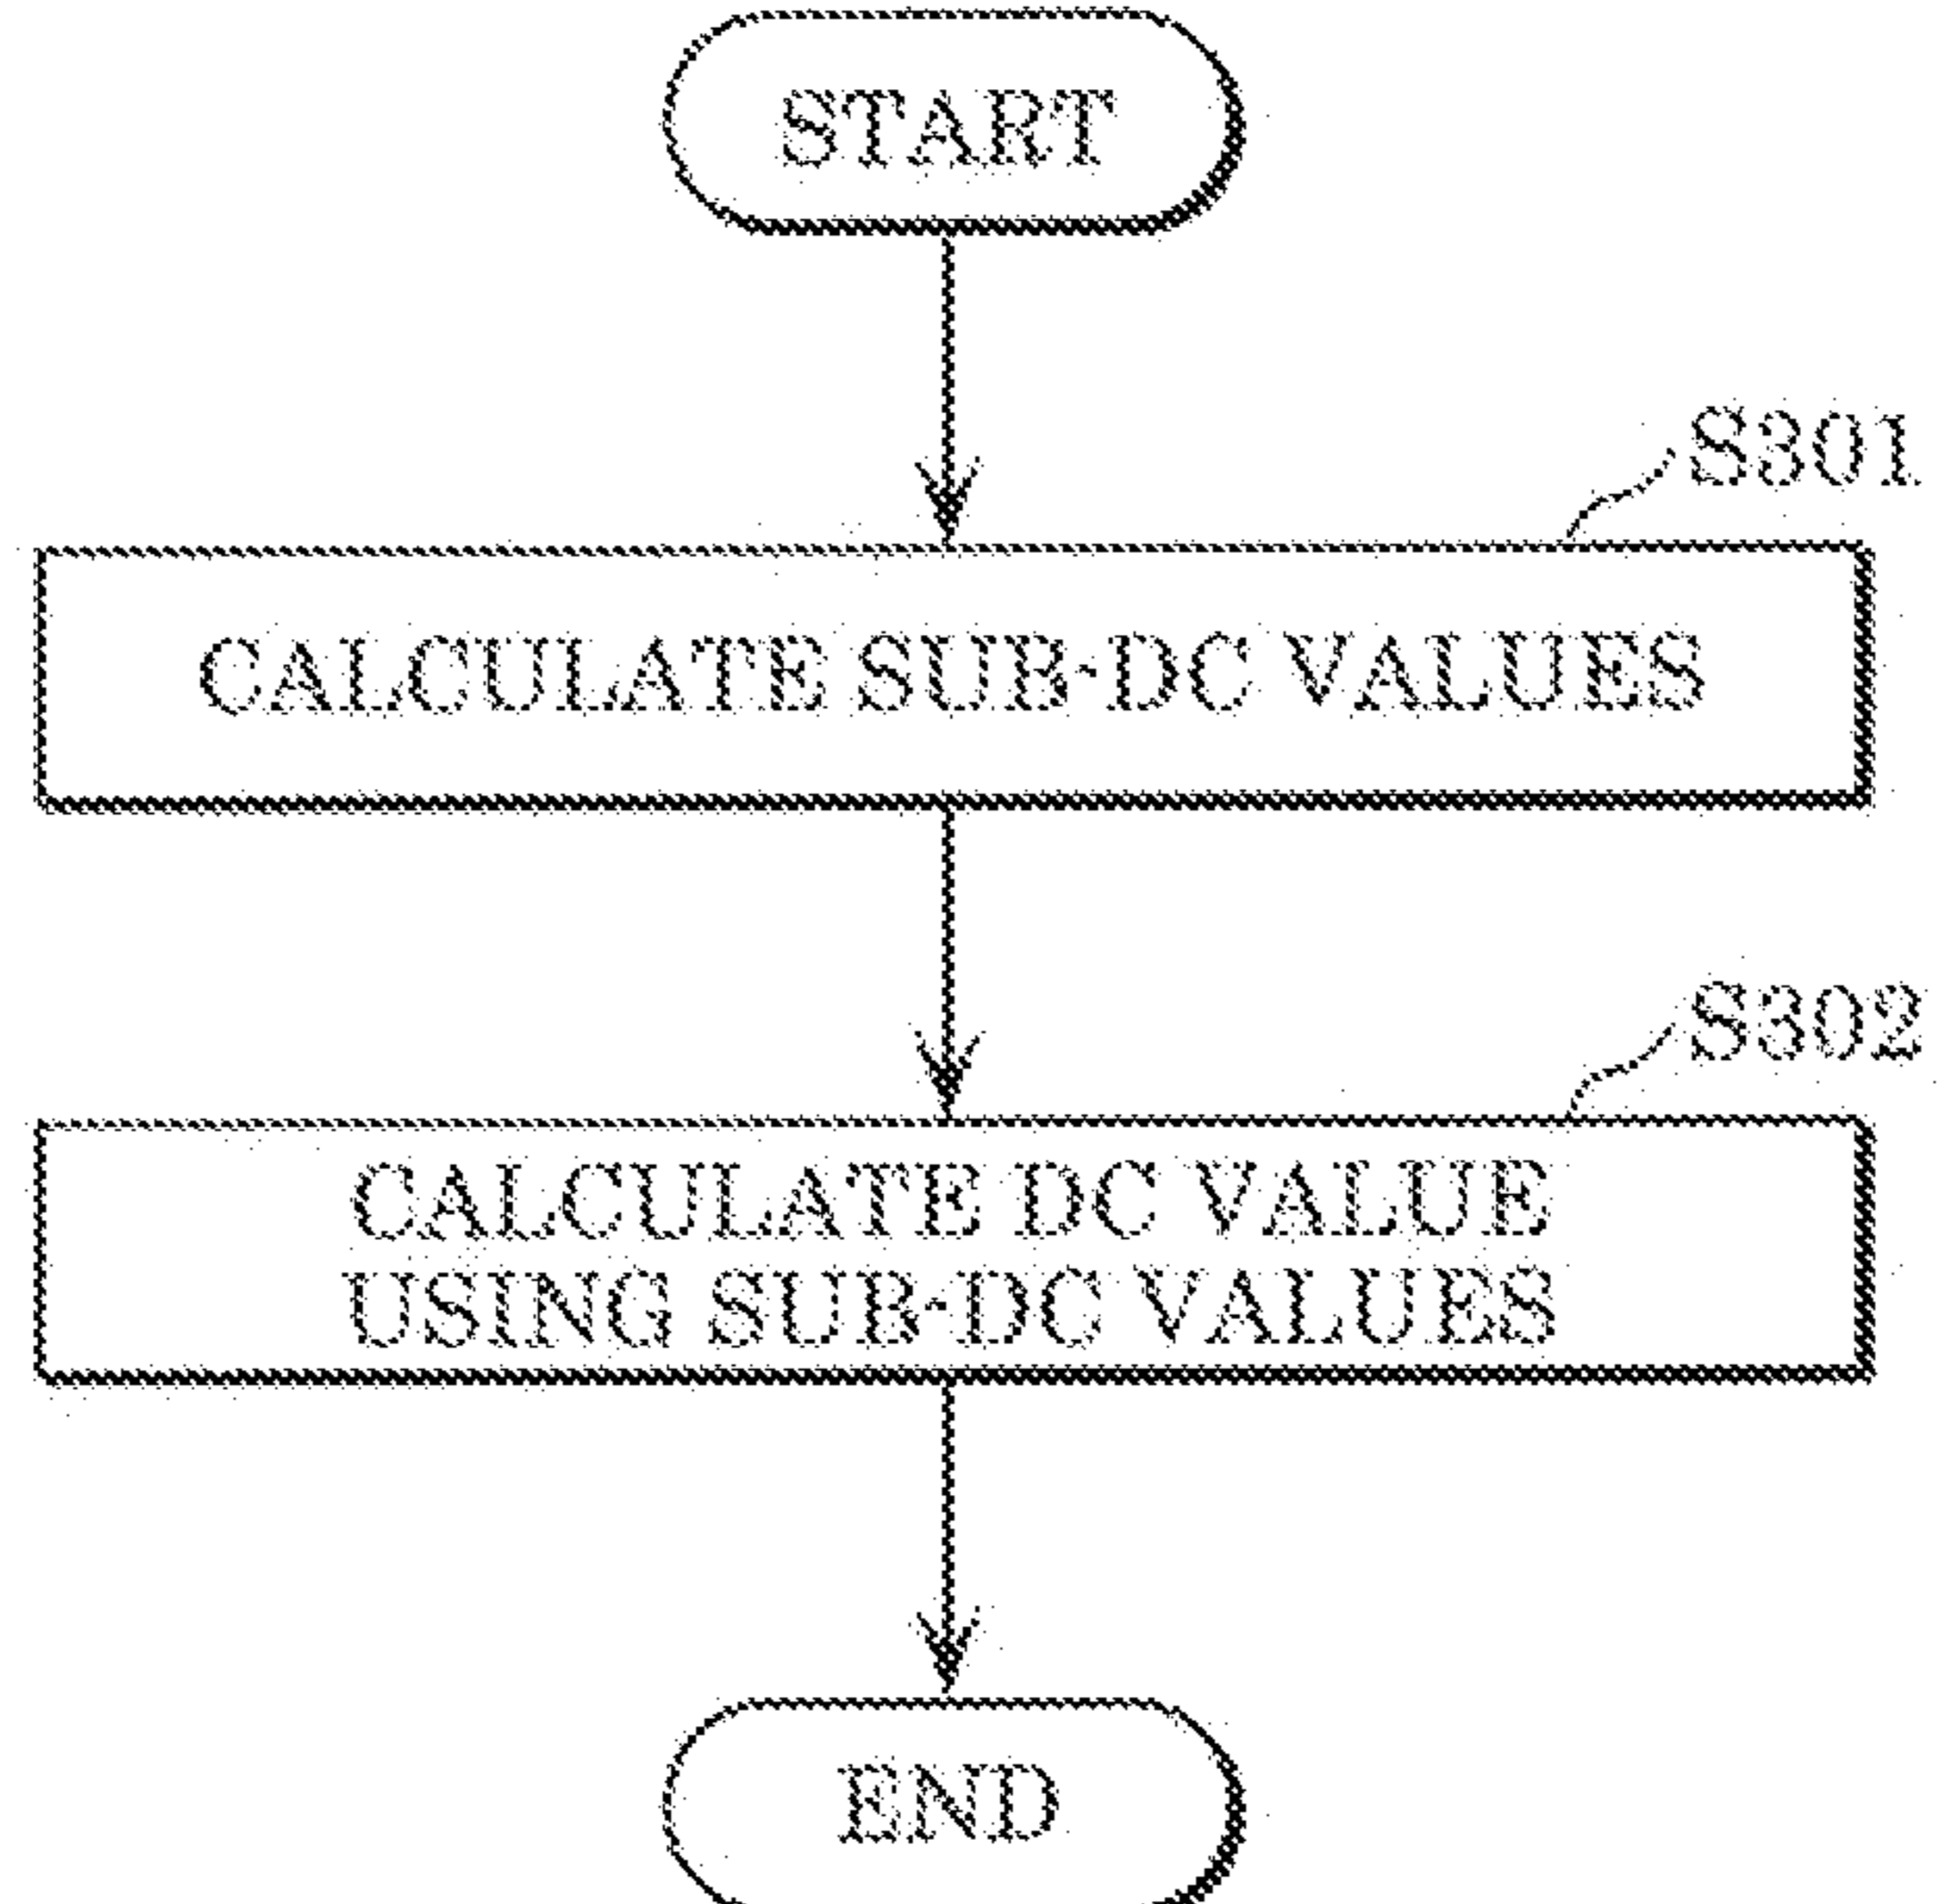 START
S301
CALCULATE SUB-DC VALUES
S302
CALCULATE DC VALUE
USING SUB-DC VALUES
END